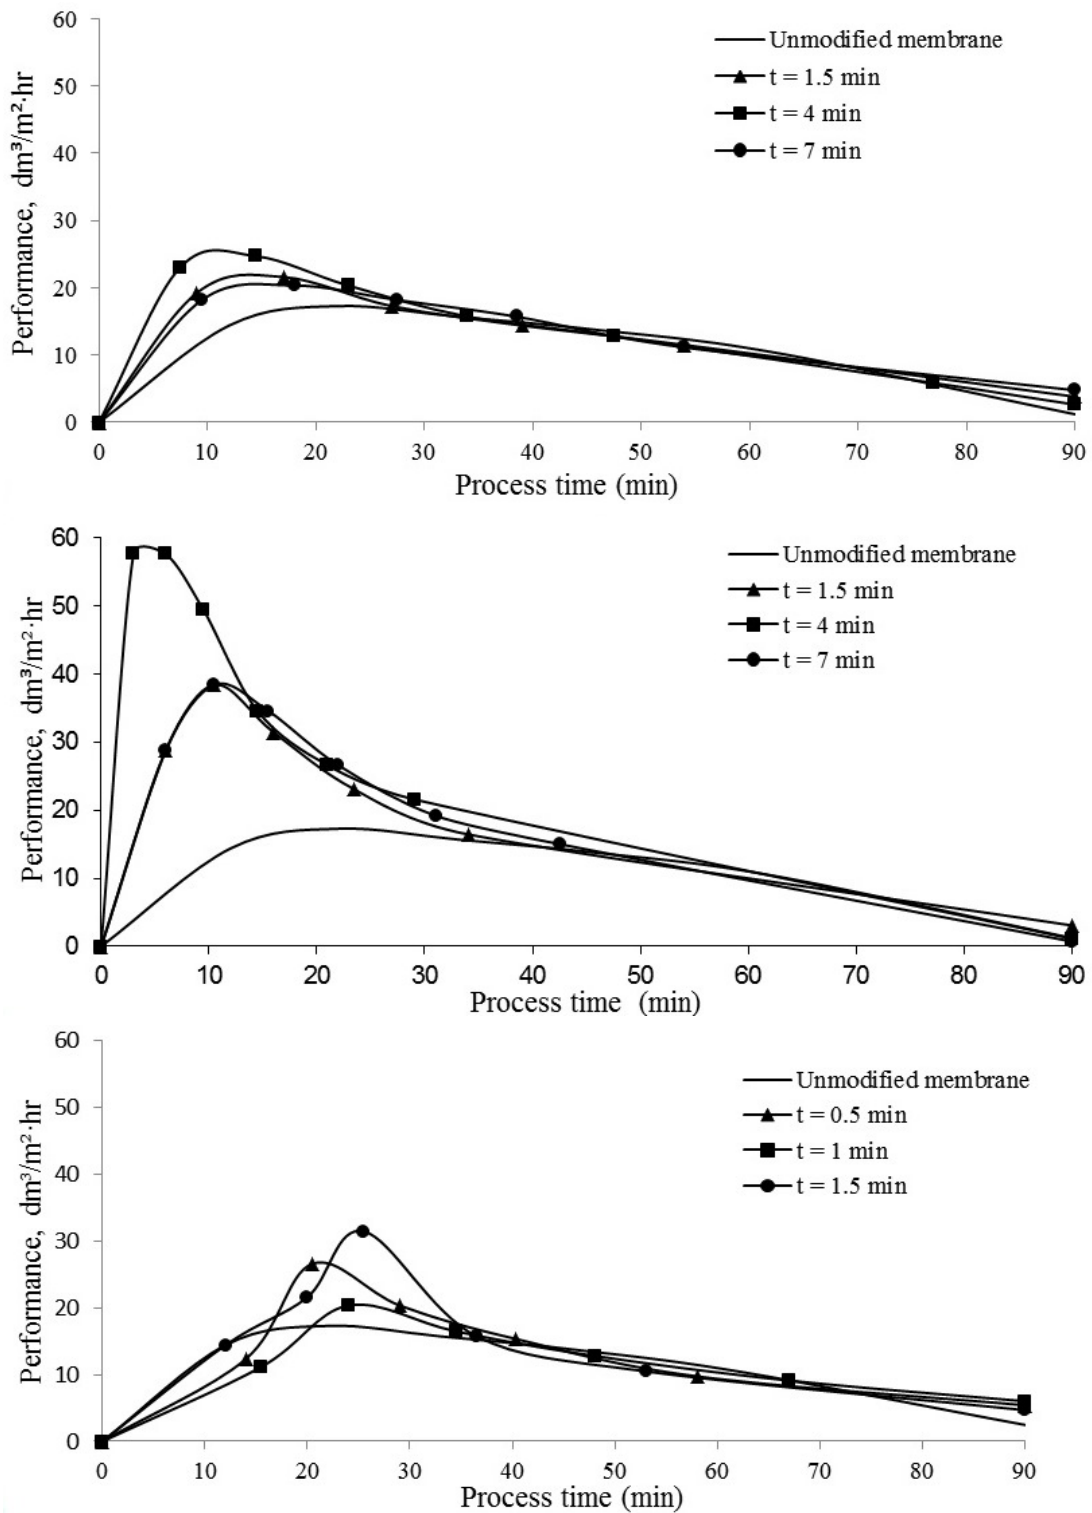 60
50
40
30
20
10
0
Performance, dm³/m²·hr
Unmodified membrane
t = 1.5 min
t = 4 min
t = 7 min
0 10 20 30 40 50 60 70 80 90
Process time (min)
60
50
40
30
20
10
0
Performance, dm³/m²·hr
Unmodified membrane
t = 1.5 min
t = 4 min
t = 7 min
0 10 20 30 40 50 60 70 80 90
Process time (min)
60
50
40
30
20
10
0
Performance, dm³/m²·hr
Unmodified membrane
t = 0.5 min
t = 1 min
t = 1.5 min
0 10 20 30 40 50 60 70 80 90
Process time (min)